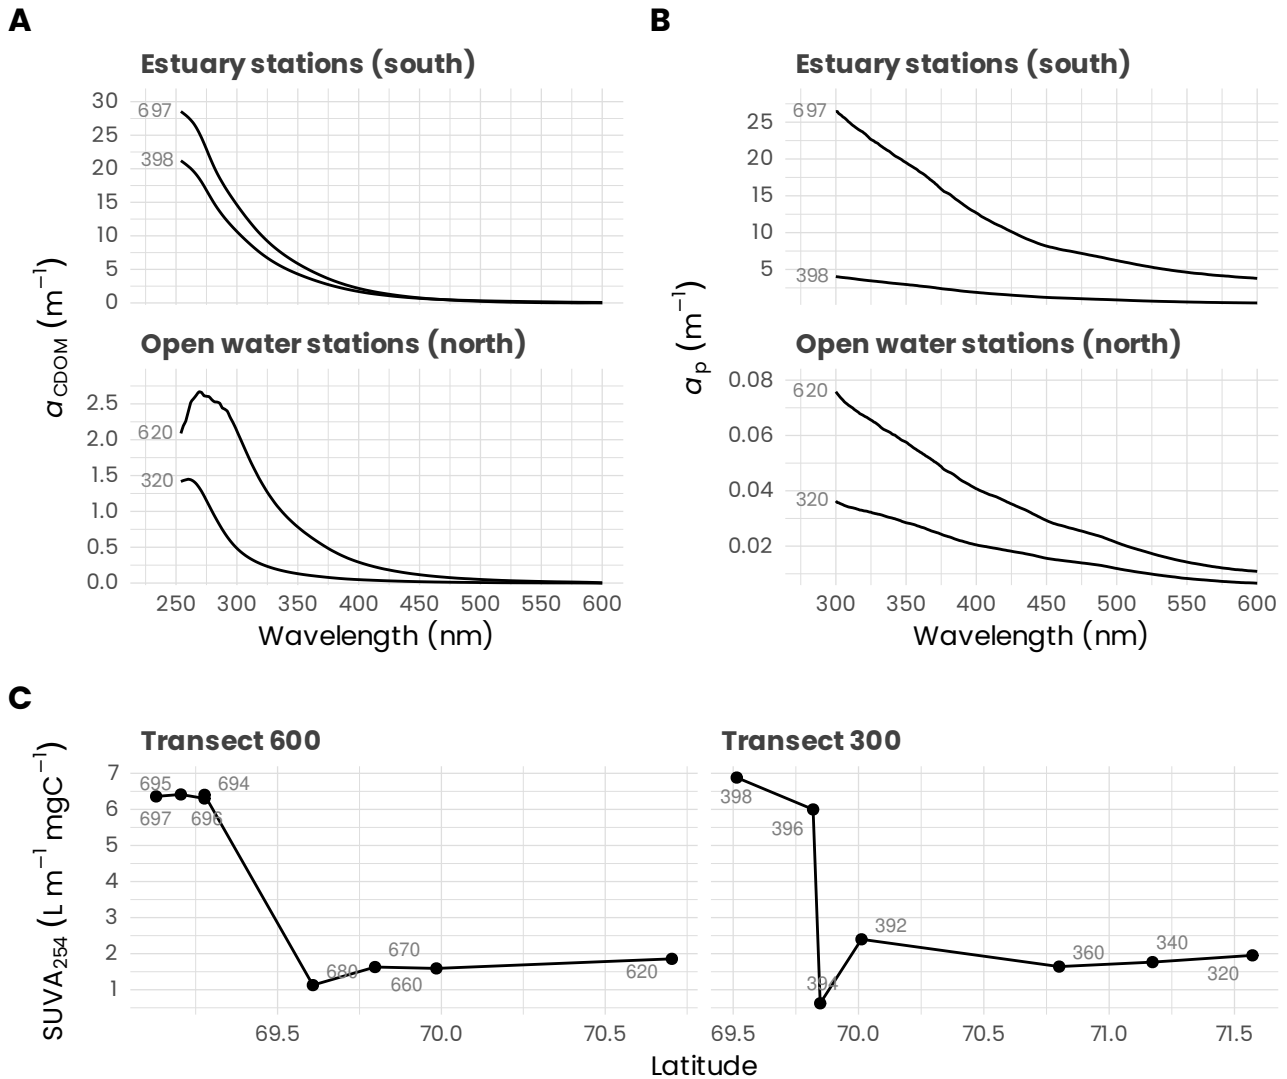 A
Estuary stations (south)
30
25
20
15
10
5
0
697
398
Open water stations (north)
2.5
2.0
1.5
1.0
0.5
0.0
620
320
250 300 350 400 450 500 550 600
Wavelength (nm)
aCDOM (m−1)
B
Estuary stations (south)
25
20
15
10
5
697
398
Open water stations (north)
0.08
0.06
0.04
0.02
620
320
300 350 400 450 500 550 600
Wavelength (nm)
ap (m−1)
C
Transect 600
7
6
5
4
3
2
1
695 694
697 696
670
680
660
620
69.5 70.0 70.5
Transect 300
398
396
392
394
360
340
320
69.5 70.0 70.5 71.0 71.5
Latitude
SUVA254 (L m−1 mgC−1)